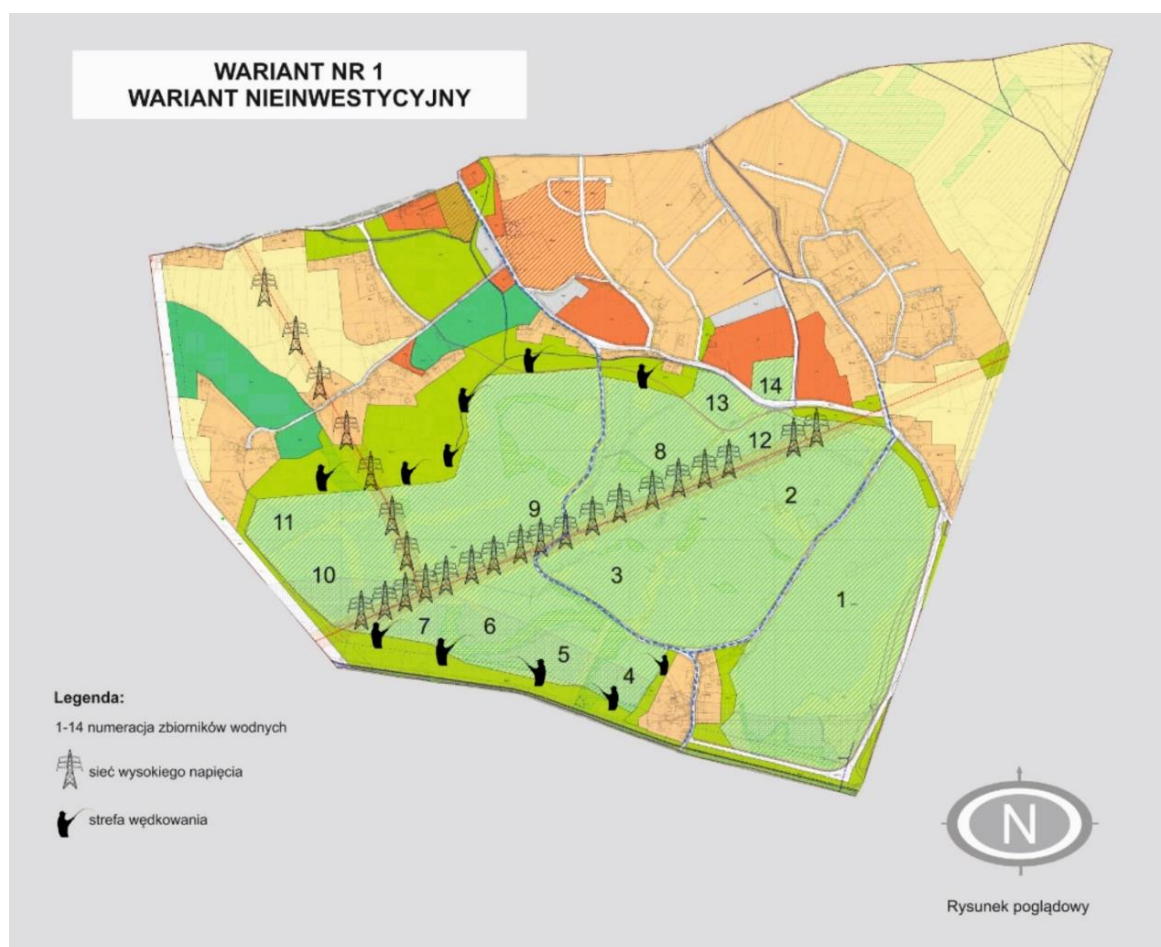 WARIANT NR 1
WARIANT NIEINWESTYCYJNY
14
13
12
8
2
11
9
10
3
1
7
6
5
4
Legenda:
1-14 numeracja zbiorników wodnych
sieć wysokiego napięcia
strefa wędkowania
N
Rysunek poglądowy